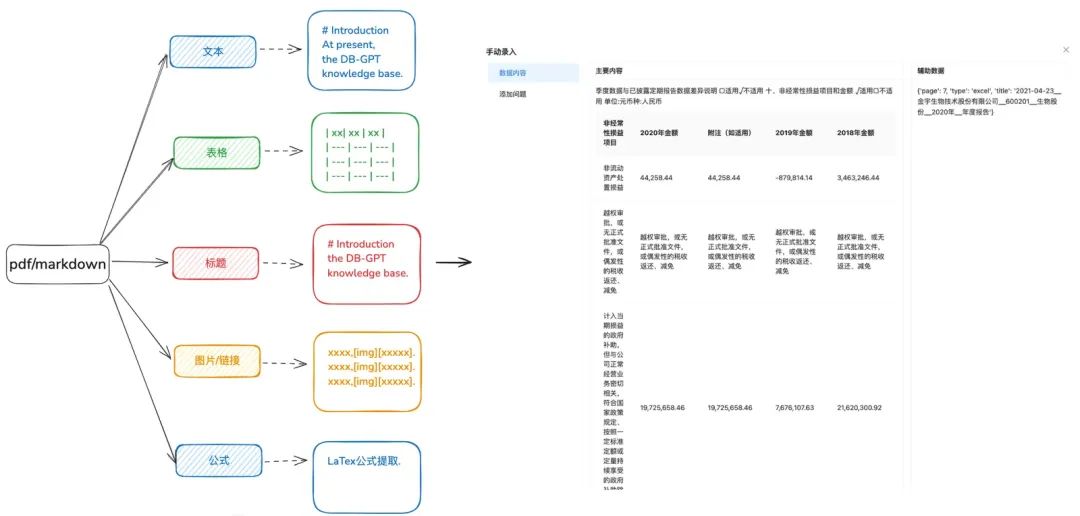 pdf/markdown
文本
# Introduction
At present,
the DB-GPT
knowledge base.
表格
| xx| xx | xx |
| --- | --- | --- |
| --- | --- | --- |
| --- | --- | --- |
标题
# Introduction
the DB-GPT
knowledge base.
图片/链接
xxxx,[img][xxxxx].
xxxx,[img][xxxxx].
xxxx,[img][xxxxx].
公式
LaTex公式提取.
手动录入
数据内容
添加问题
主要内容
季度数据与已披露定期报告数据差异说明 □适用√不适用 十、非经常性损益项目和金额 √适用□不适
用 单位:元币种:人民币
非经常
性损益
项目
2020年金额
附注（如适用）
2019年金额
2018年金额
非流动
资产处
置损益
44,258.44
44,258.44
-879,814.14
3,463,246.44
越权审
批，或
无正式
批准文
件，或
偶发性
的税收
返还、
减免
越权审批，或无
正式批准文件，
或偶发性的税收
返还、减免
越权审批，或无
正式批准文件，
或偶发性的税收
返还、减免
越权审批，或
无正式批准文
件，或偶发性
的税收返还、
减免
越权审批，或无
正式批准文件，
或偶发性的税收
返还、减免
计入当
期损益
的政府
补助，
但与公
司正常
经营业
务密切
相关，
符合国
家政策
规定、
按照一
定标准
定额或
定量持
续享受
的政府
19,725,658.46
19,725,658.46
7,676,107.63
21,620,300.92
辅助数据
{'page': 7, 'type': 'excel', 'title': '2021-04-23__
金宇生物技术股份有限公司__600201__生物股
份__2020年__年度报告'}